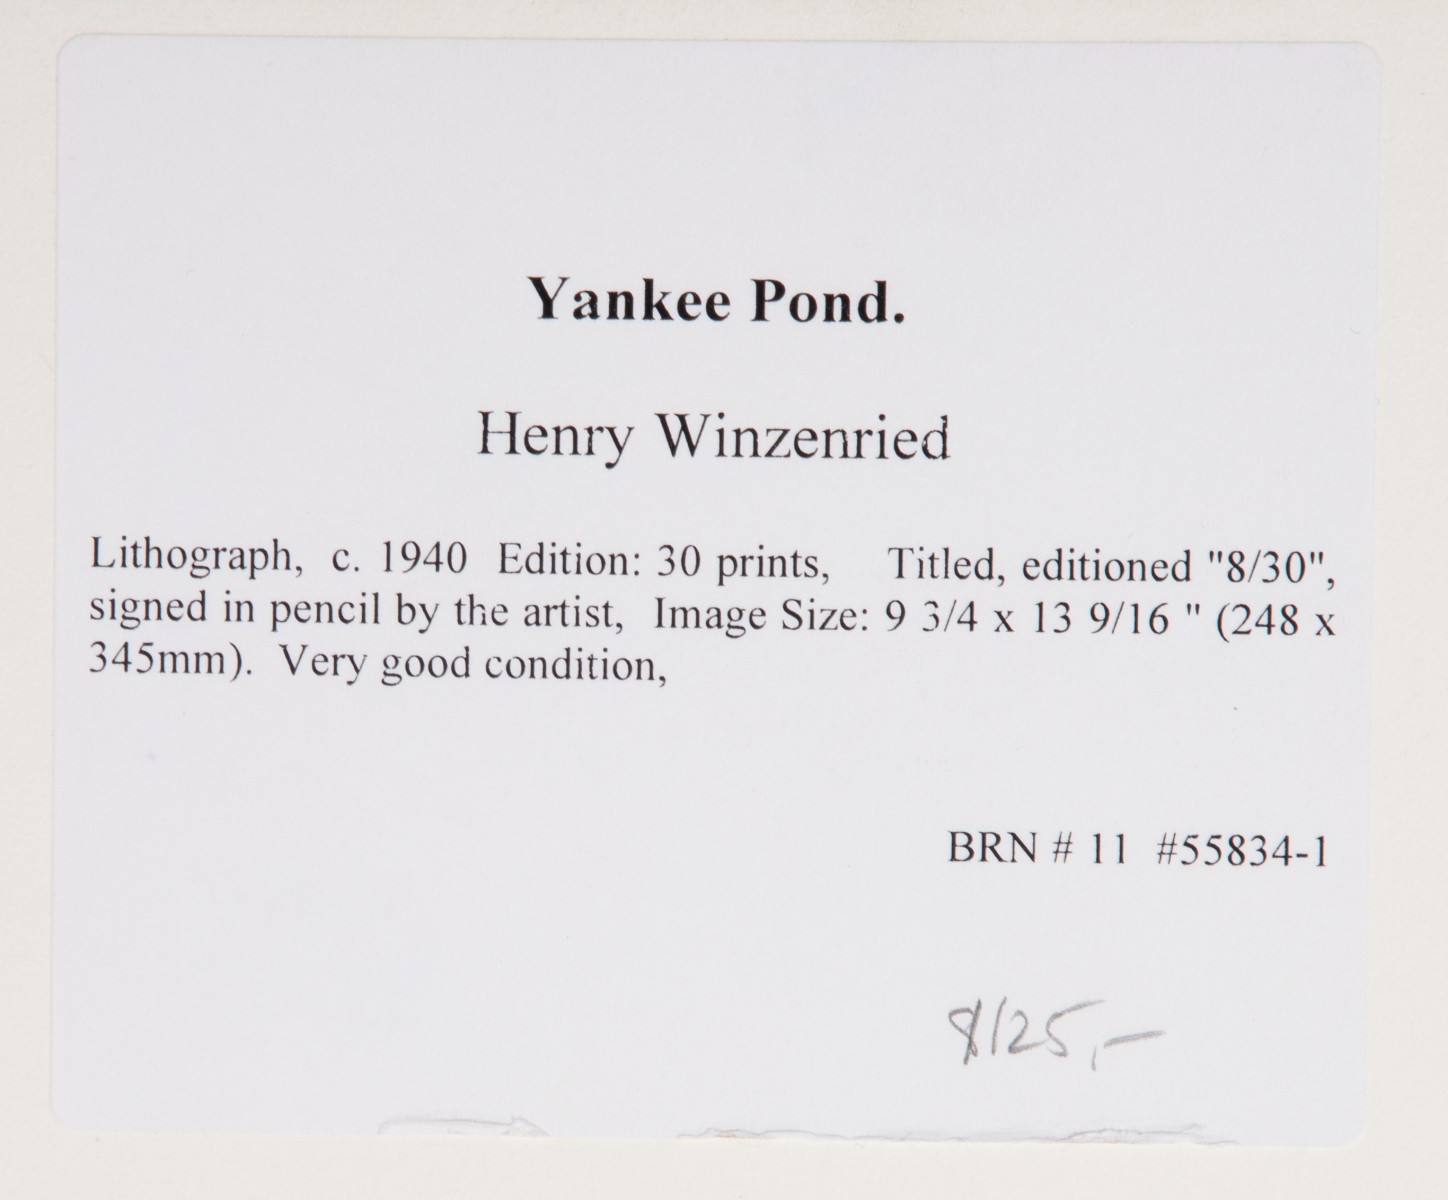 Yankee Pond.
Henry Winzenried
Lithograph, c. 1940 Edition: 30 prints, Titled, editioned "8/30",
signed in pencil by the artist, Image Size: 9 3/4 x 13 9/16 " (248 x
345mm). Very good condition,
BRN # 11 #55834-1
$125,-